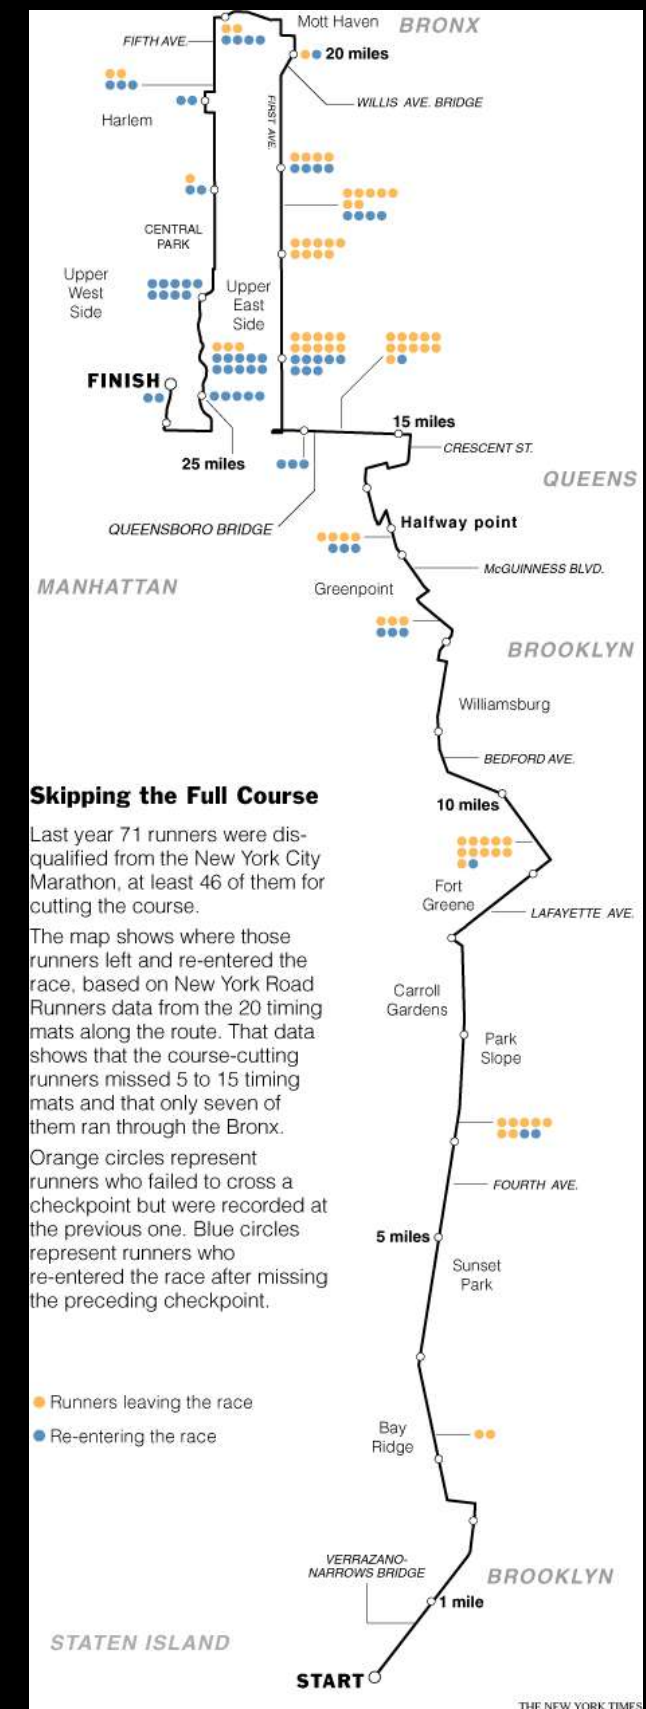 Mott Haven
BRONX
FIFTH AVE.
20 miles
FIRST AVE.
WILLIS AVE. BRIDGE
Harlem
CENTRAL
PARK
Upper
West
Side
Upper
East
Side
FINISH
15 miles
CRESCENT ST.
25 miles
QUEENS
Halfway point
QUEENSBORO BRIDGE
McGUINNESS BLVD.
MANHATTAN
Greenpoint
BROOKLYN
Williamsburg
BEDFORD AVE.
Skipping the Full Course
10 miles
Last year 71 runners were dis-
qualified from the New York City
Marathon, at least 46 of them for
cutting the course.
The map shows where those
runners left and re-entered the
race, based on New York Road
Runners data from the 20 timing
mats along the route. That data
shows that the course-cutting
runners missed 5 to 15 timing
mats and that only seven of
them ran through the Bronx.
Orange circles represent
runners who failed to cross a
checkpoint but were recorded at
the previous one. Blue circles
represent runners who
re-entered the race after missing
the preceding checkpoint.
Fort
Greene
LAFAYETTE AVE.
Carroll
Gardens
Park
Slope
FOURTH AVE.
5 miles
Sunset
Park
Runners leaving the race
Re-entering the race
Bay
Ridge
VERRAZANO-
NARROWS BRIDGE
BROOKLYN
1 mile
STATEN ISLAND
START
THE NEW YORK TIMES